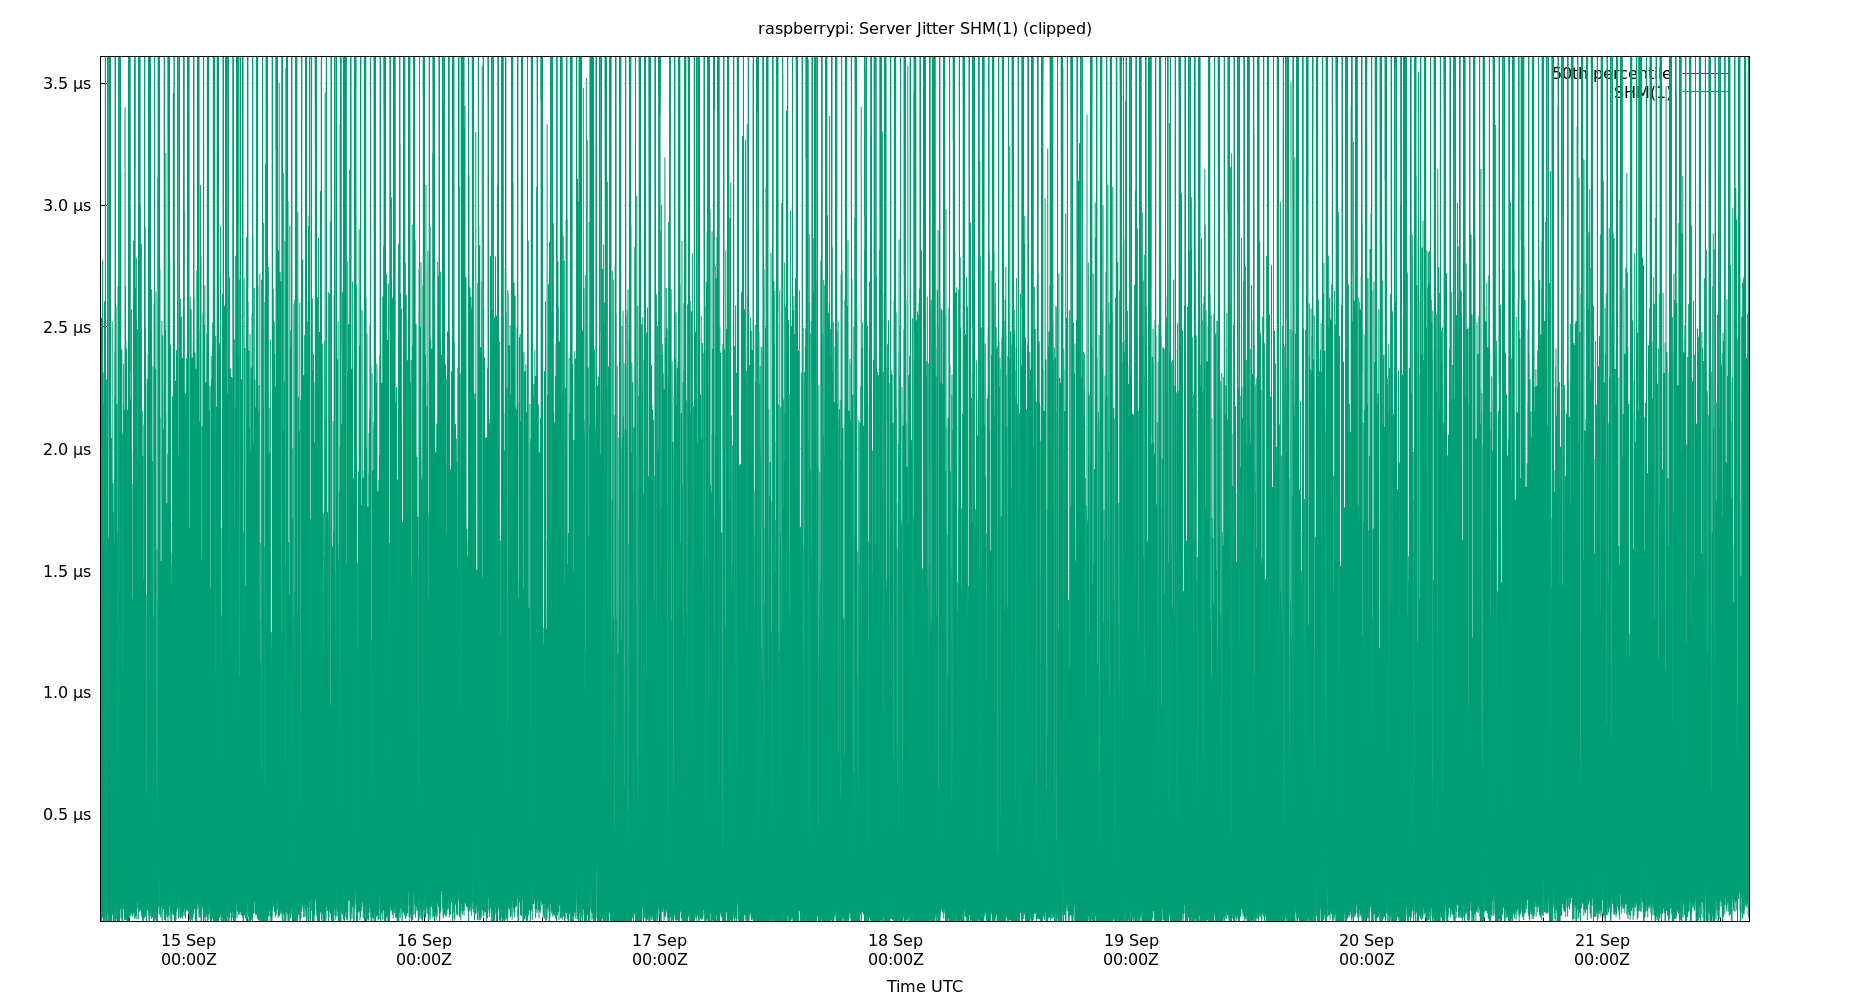 raspberrypi: Server Jitter SHM(1) (clipped)
50th percentile
SHM(1)
3.5 µs
3.0 µs
2.5 µs
2.0 µs
1.5 µs
1.0 µs
0.5 µs
15 Sep 16 Sep 17 Sep 18 Sep 19 Sep 20 Sep 21 Sep
00:00Z 00:00Z 00:00Z 00:00Z 00:00Z 00:00Z 00:00Z
Time UTC